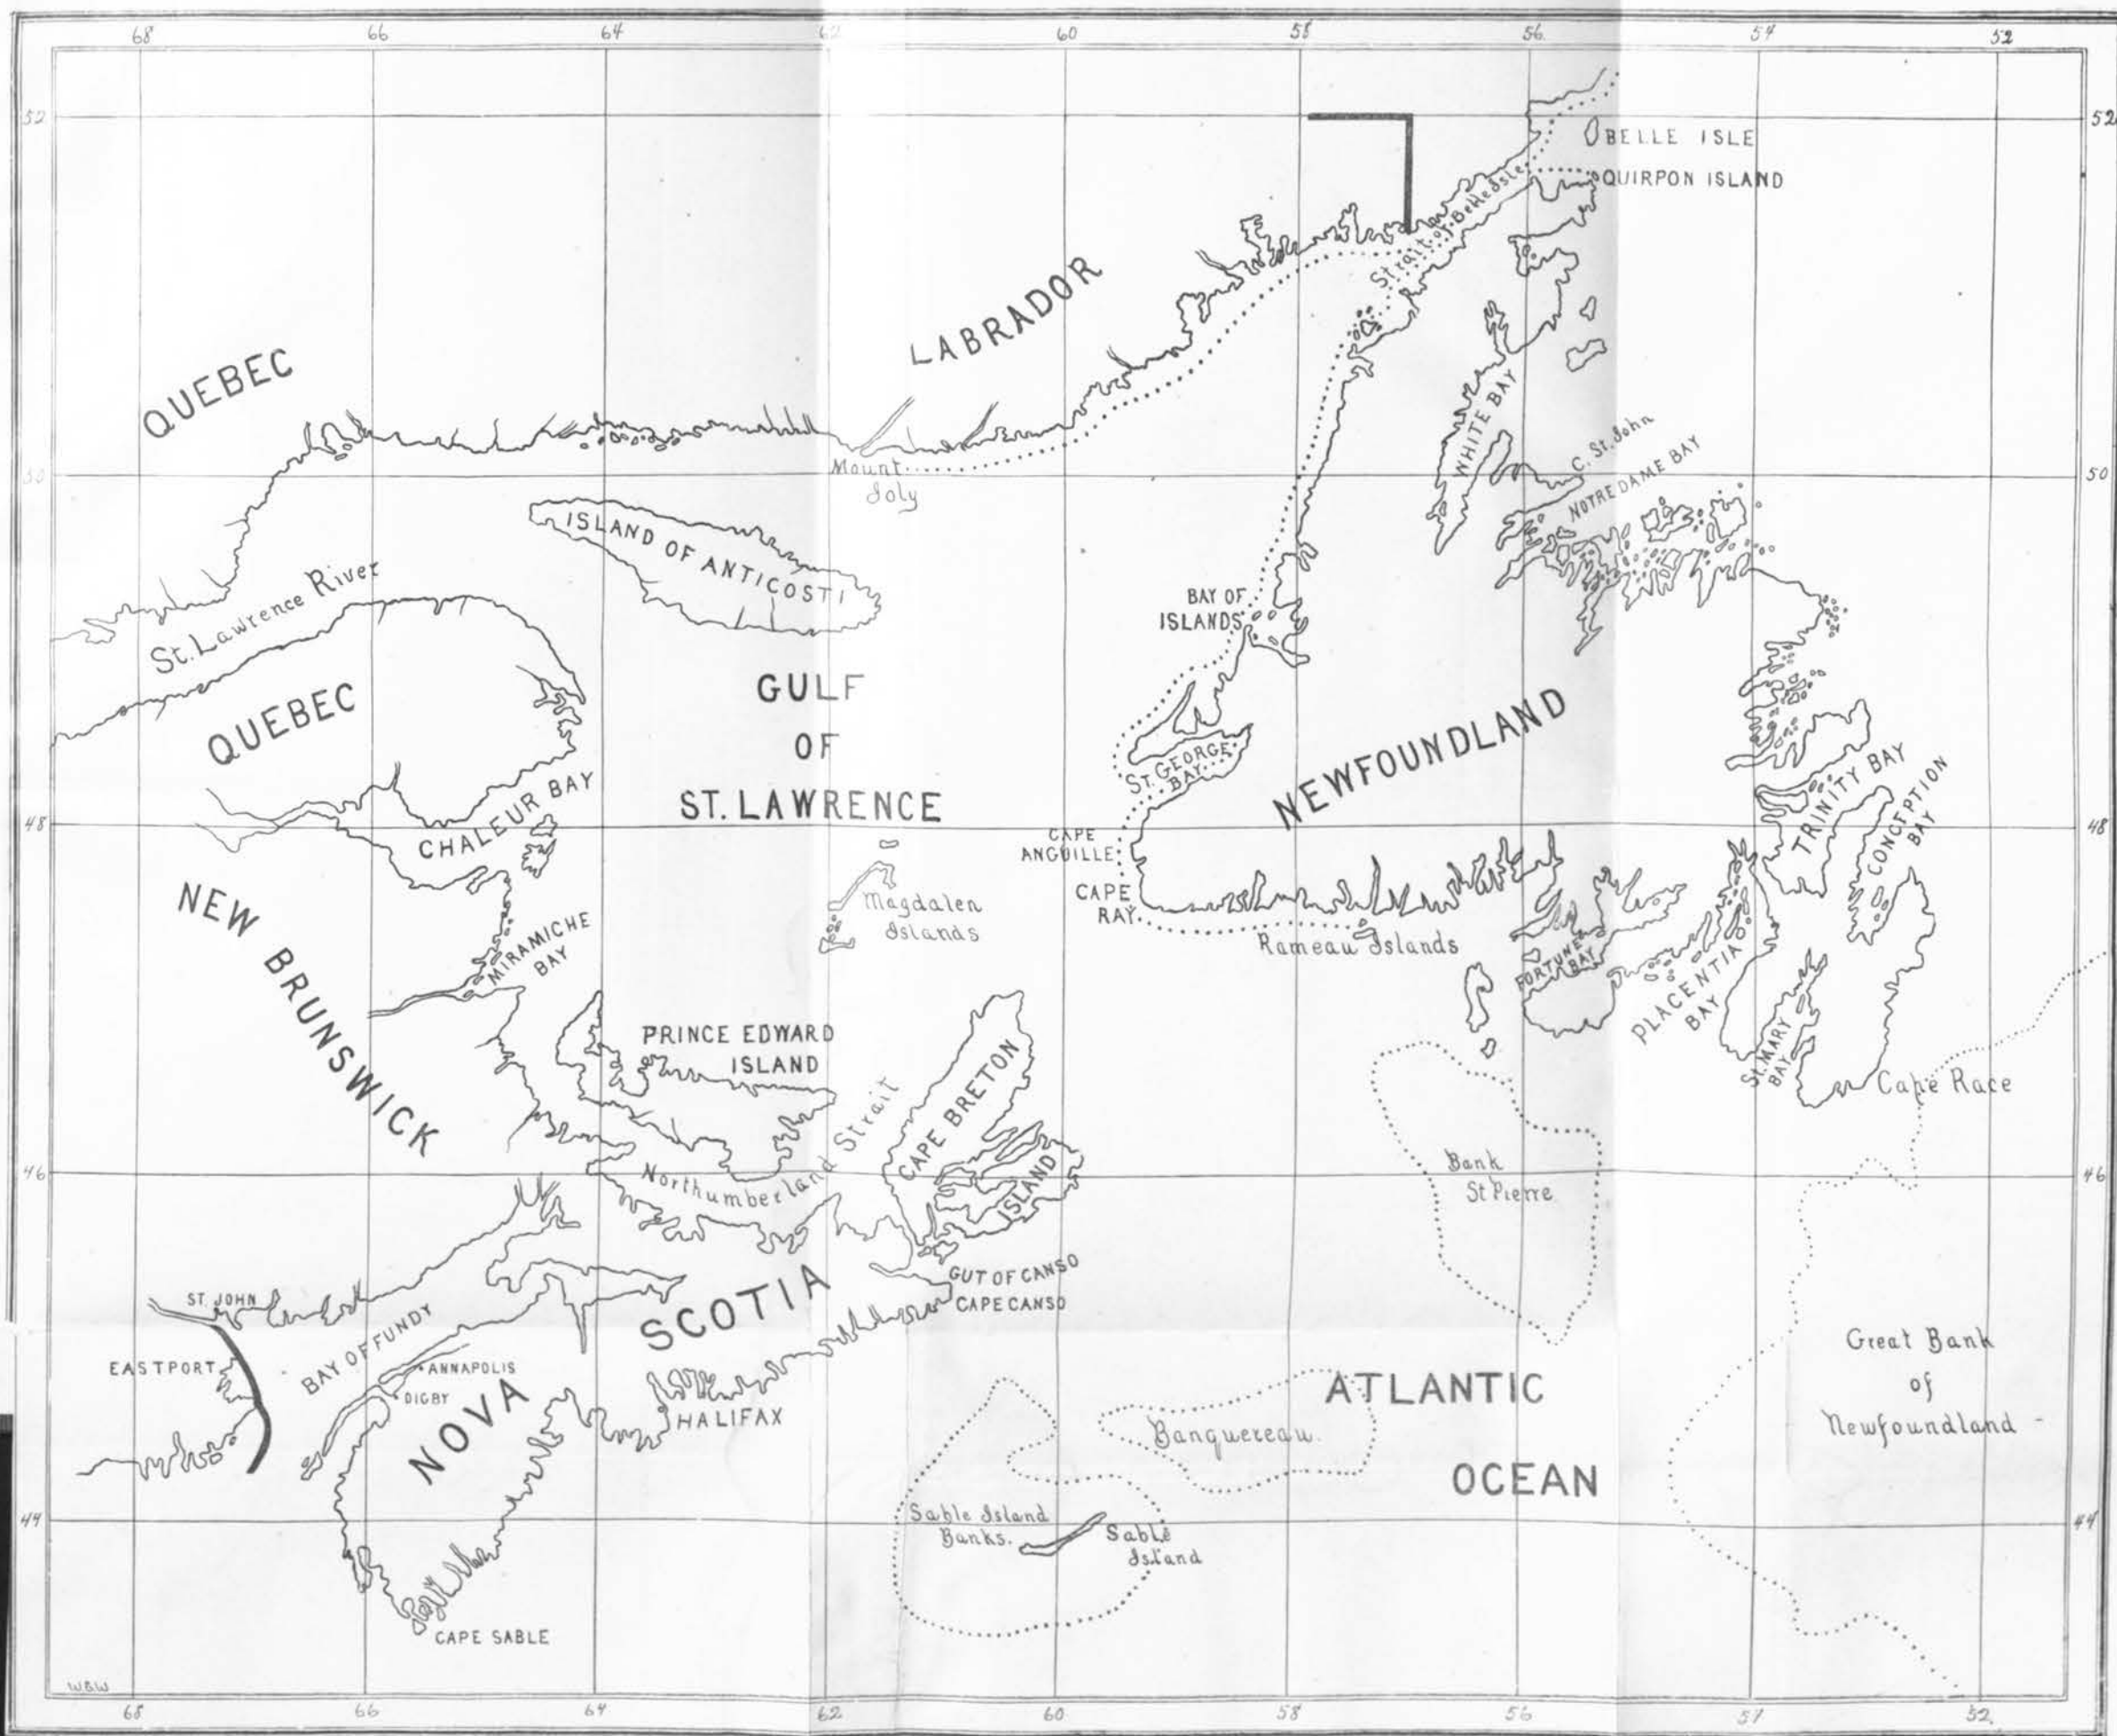 68 66 64 62 60 58 56 54 52
52 52
BELLE ISLE
QUIRPON ISLAND
Strait of Belle Isle
LABRADOR
QUEBEC
WHITE BAY
C. St. John
NOTRE DAME BAY
Mount
Joly
50 50
ISLAND OF ANTICOSTI
St. Lawrence River
BAY OF
ISLANDS
QUEBEC
GULF
OF
ST. LAWRENCE
ST. GEORGE
BAY
NEWFOUNDLAND
TRINITY BAY
CONCEPTION
BAY
CHALEUR BAY
48 48
CAPE
ANGUILLE
CAPE
RAY
Magdalen
Islands
Rameau Islands
NEW BRUNSWICK
MIRAMICHE
BAY
FORTUNE
BAY
PLACENTIA
BAY
ST. MARY
BAY
Cape Race
PRINCE EDWARD
ISLAND
CAPE BRETON
ISLAND
Northumberland Strait
46 46
Bank
St Pierre
GUT OF CANSO
CAPE CANSO
ST. JOHN
BAY OF FUNDY
EASTPORT
ANNAPOLIS
DIGBY
NOVA SCOTIA
HALIFAX
ATLANTIC
OCEAN
Banquereau
Great Bank
of
Newfoundland
Sable Island
Banks.
Sable
Island
44 44
CAPE SABLE
W&W
68 66 64 62 60 58 56 54 52